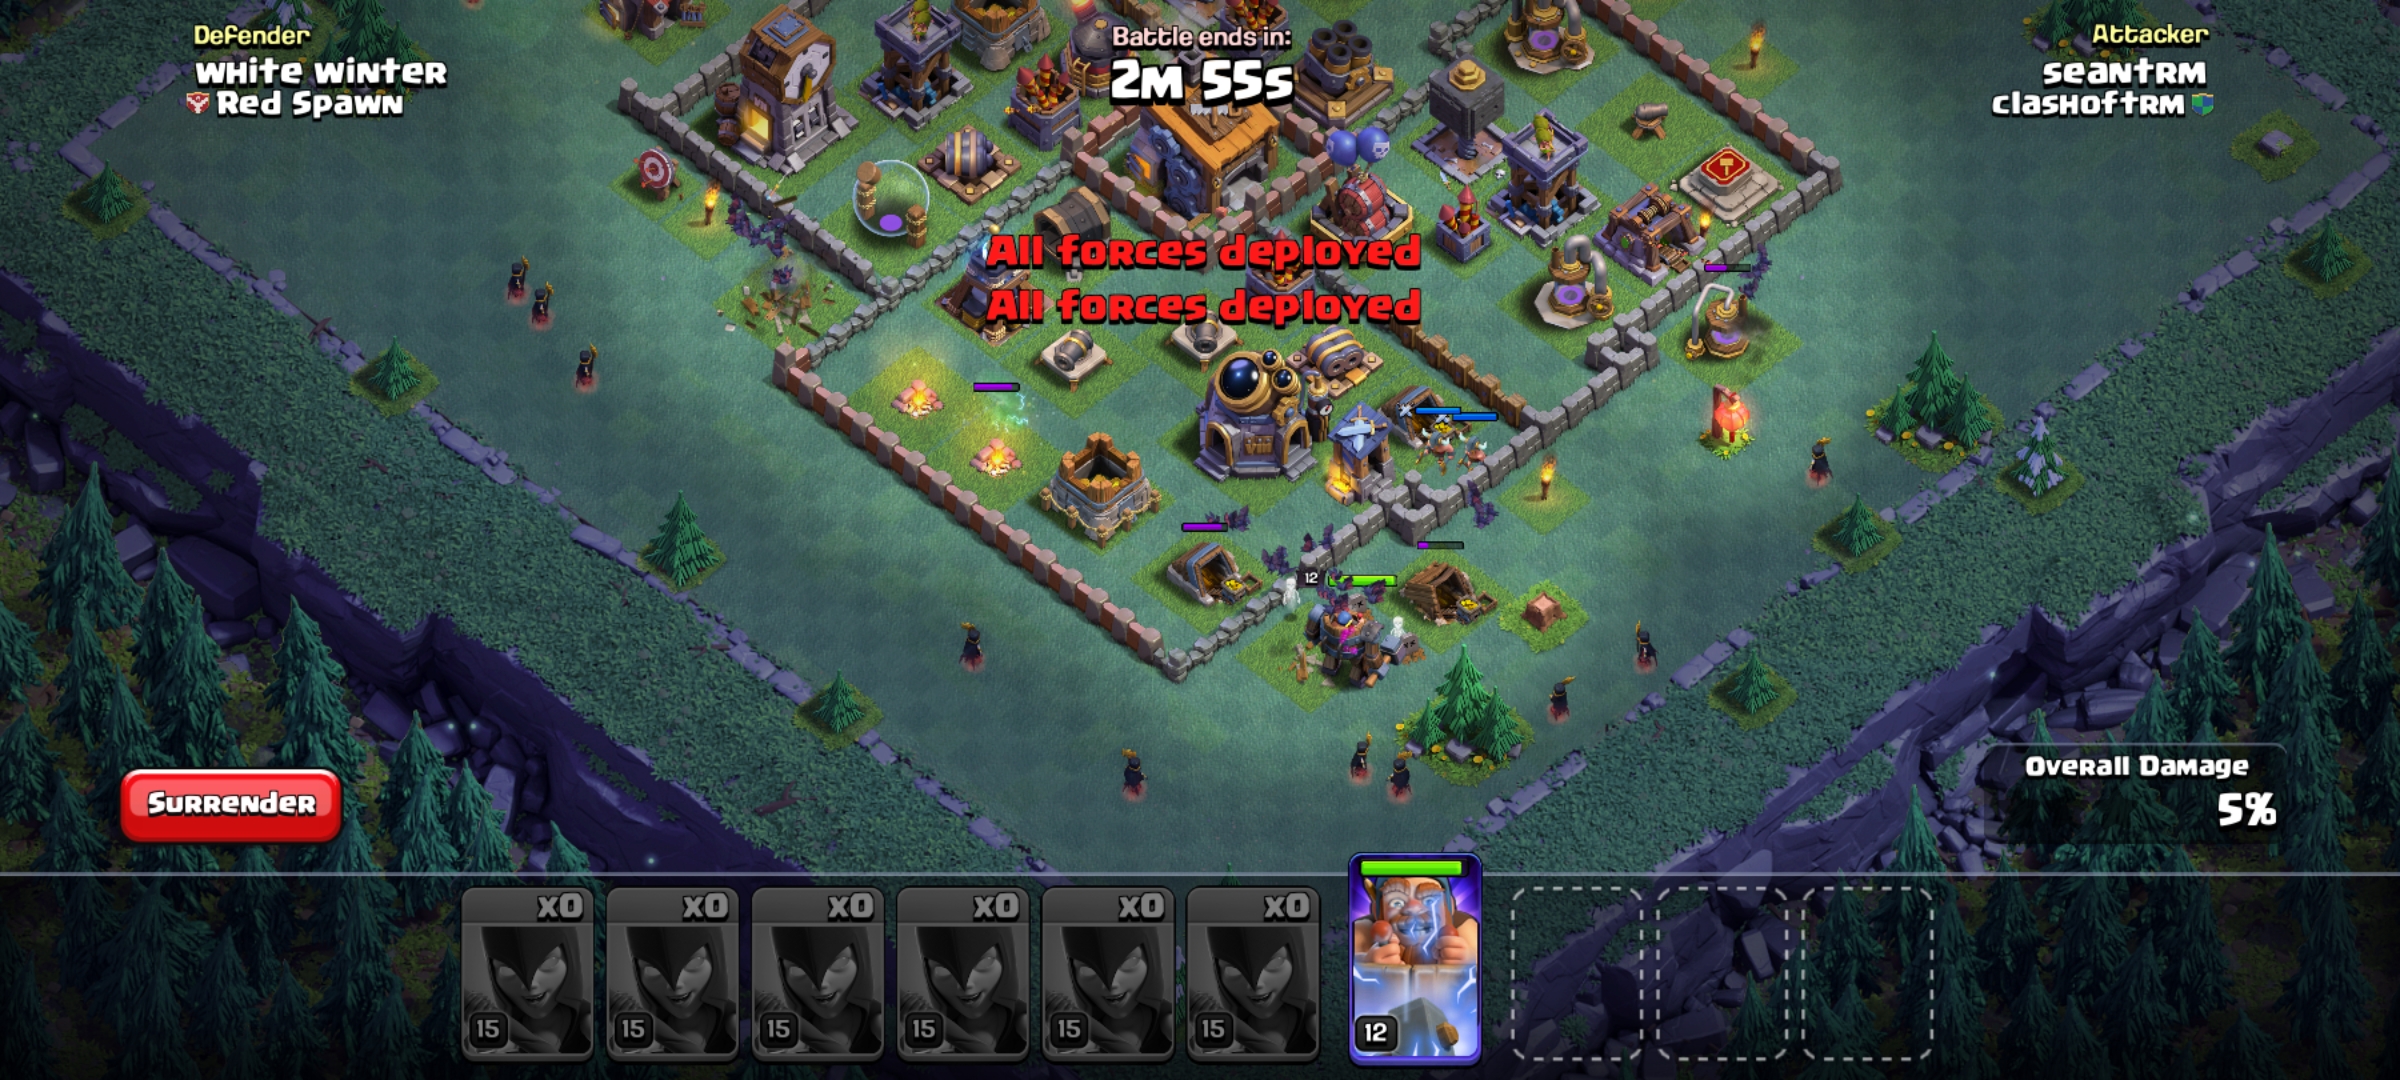 Defender
white winter
Red Spawn
Battle ends in:
2M 55s
Attacker
seantRM
clashoftRM
All forces deployed
All forces deployed
VIII
12
Surrender
Overall Damage
5%
x0
x0
x0
x0
x0
x0
15
15
15
15
15
15
12